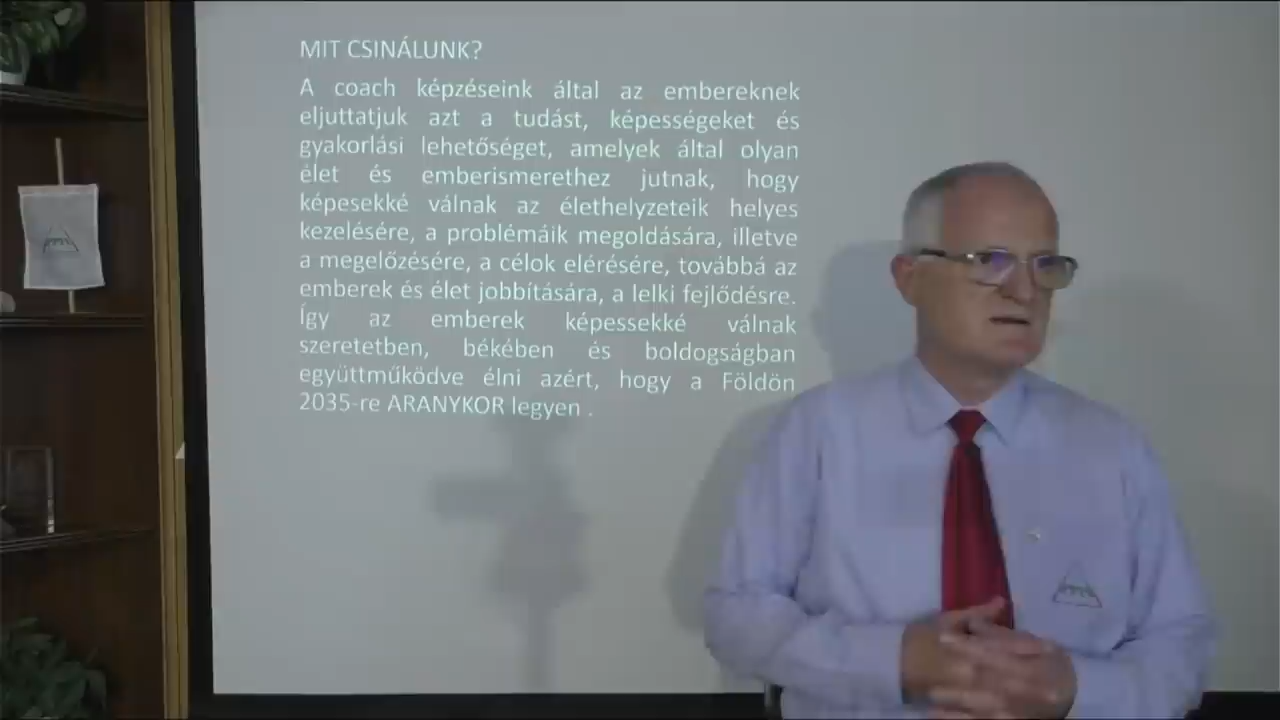 MIT CSINÁLUNK?
A coach képzéseink által az embereknek
eljuttatjuk azt a tudást, képességeket és
gyakorlási lehetőséget, amelyek által olyan
élet és emberismerethez jutnak, hogy
képesekké válnak az élethelyzeteik helyes
kezelésére, a problémáik megoldására, illetve
a megelőzésére, a célok elérésére, továbbá az
emberek és élet jobbítására, a lelki fejlődésre.
Így az emberek képessekké válnak
szeretetben, békében és boldogságban
együttműködve élni azért, hogy a Földön
2035-re ARANYKOR legyen .